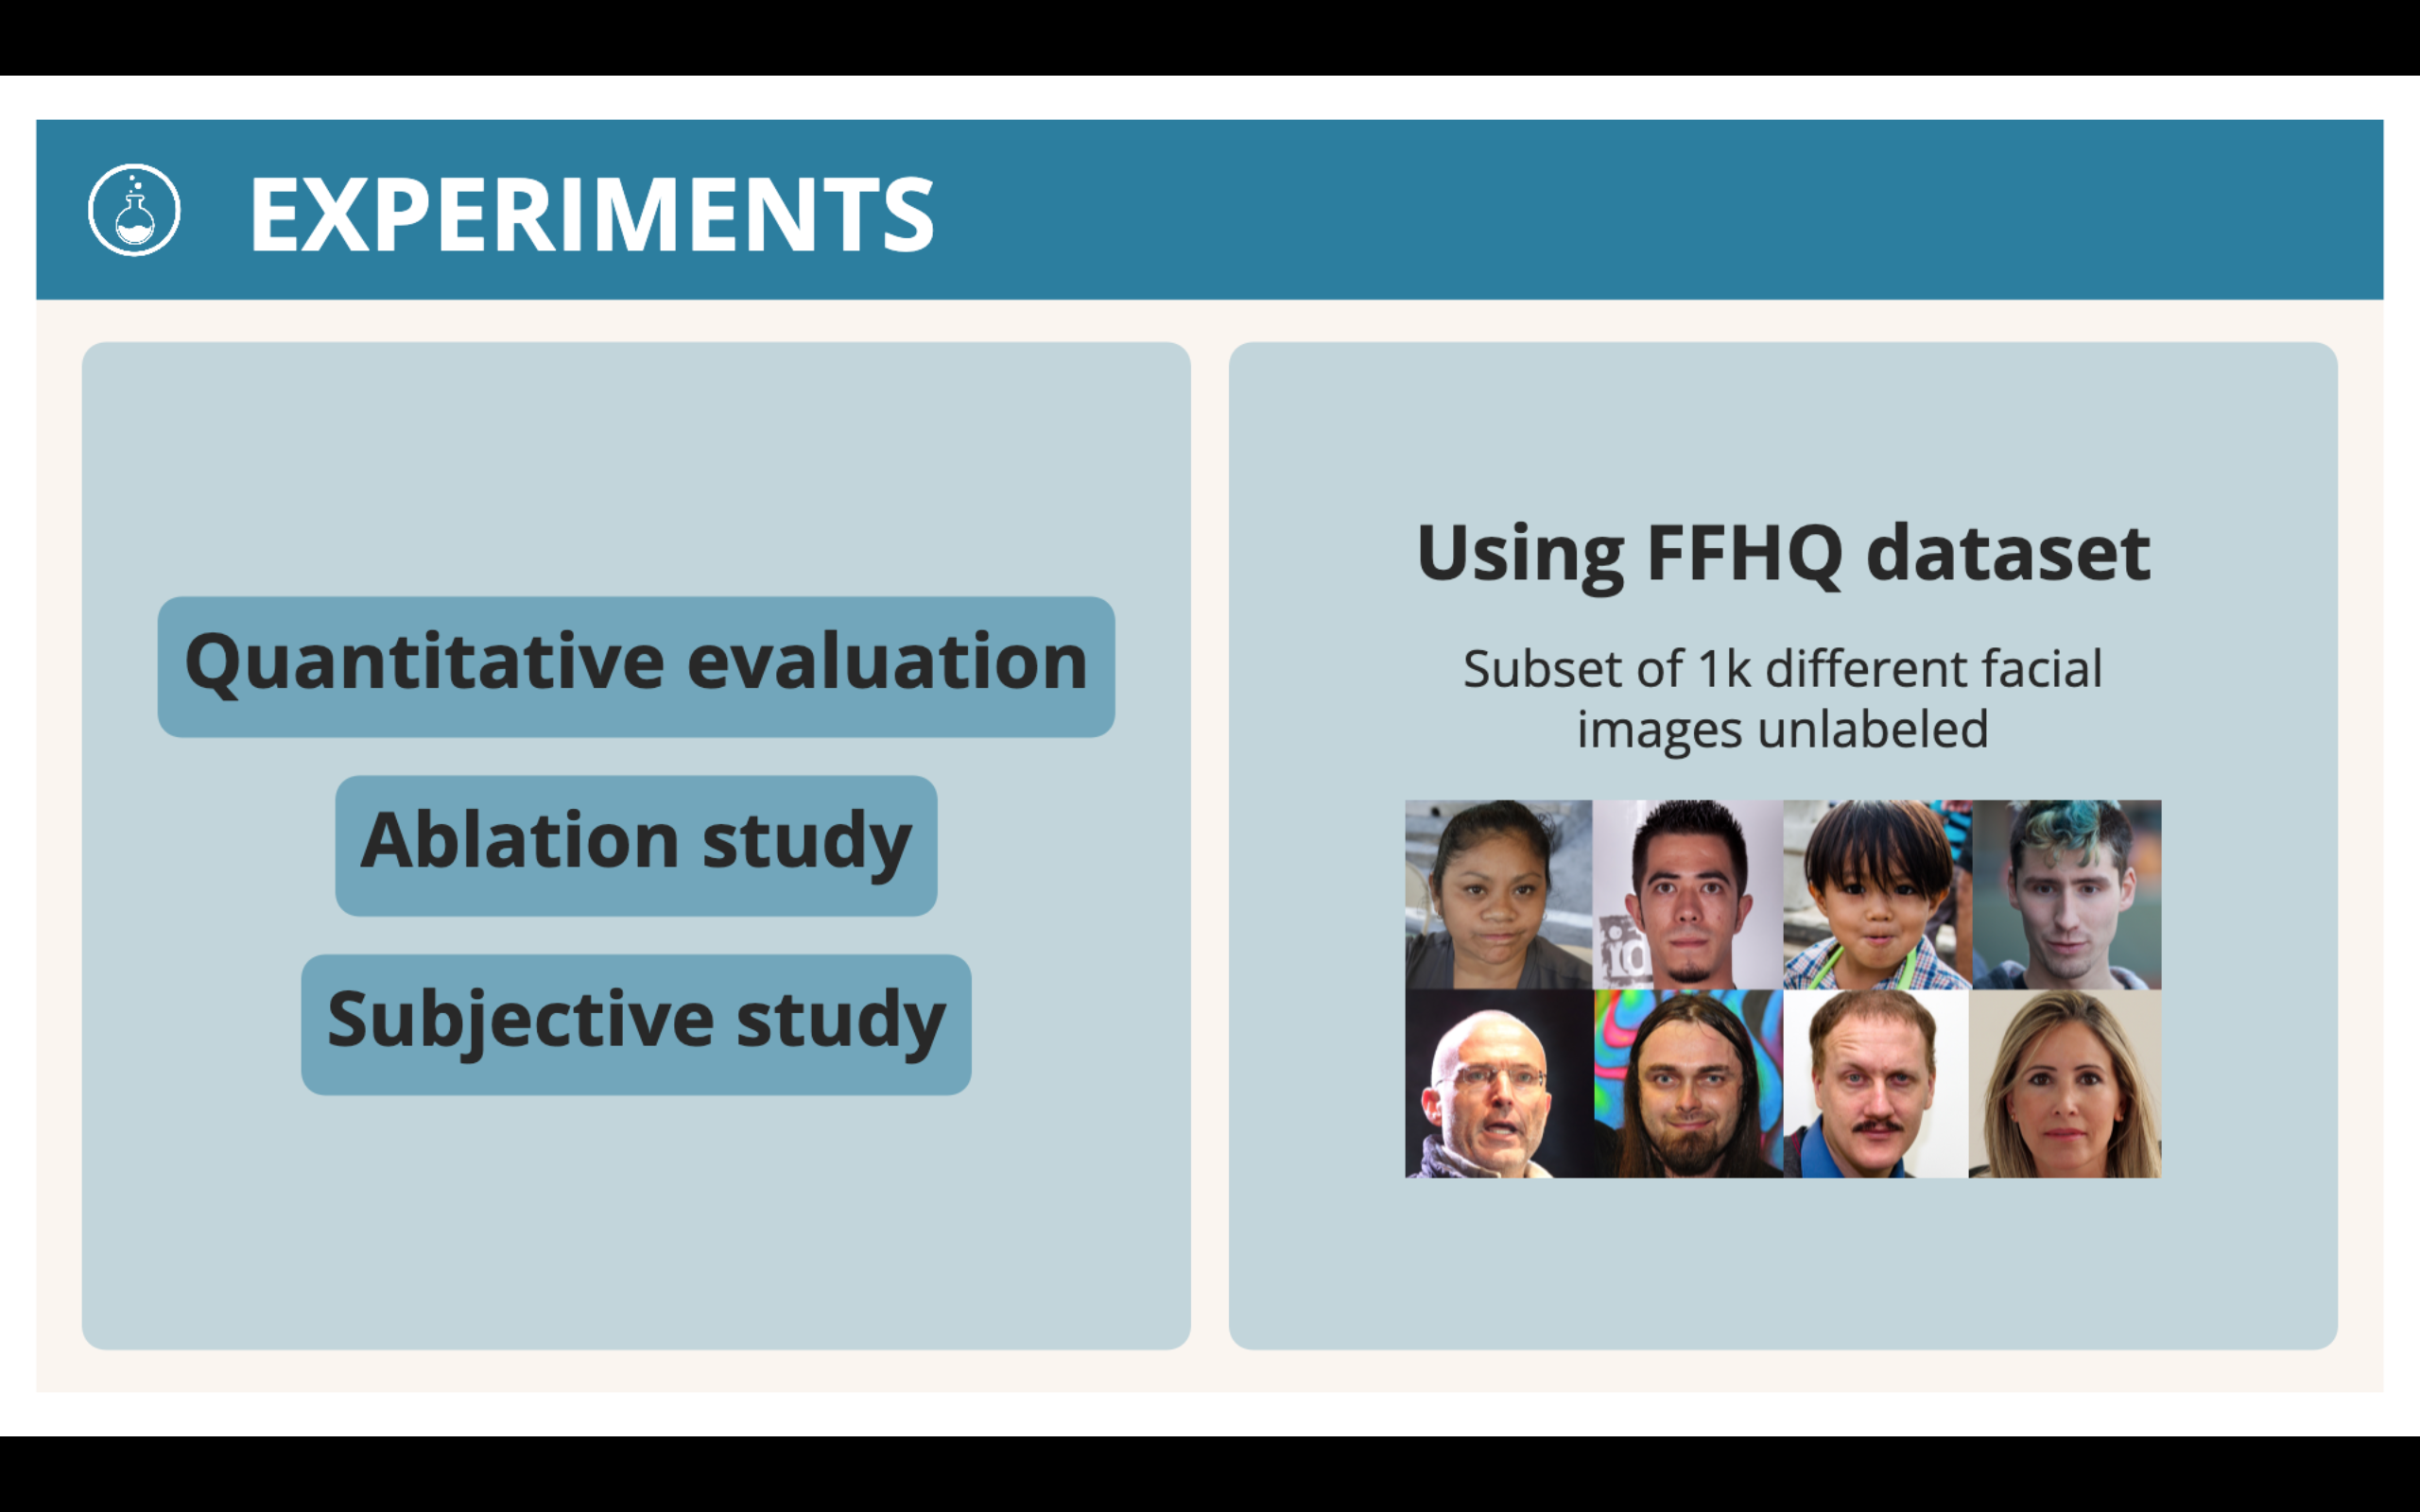 EXPERIMENTS
Quantitative evaluation
Ablation study
Subjective study
Using FFHQ dataset
Subset of 1k different facial
images unlabeled